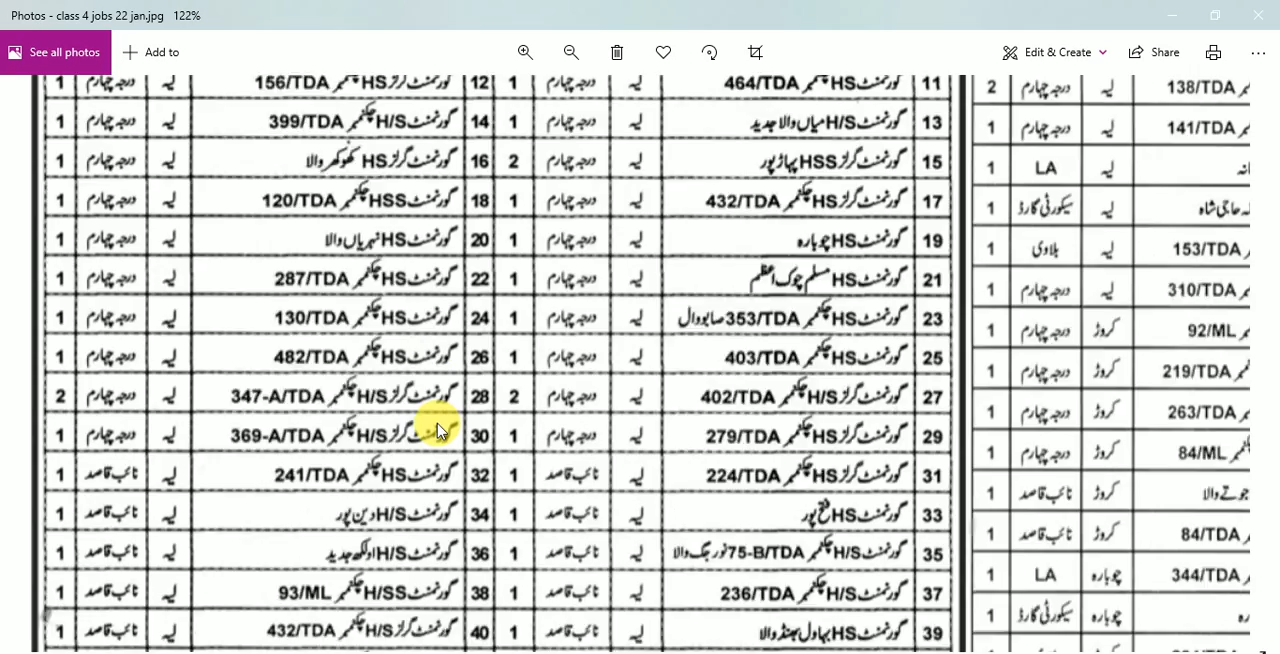 Photos - class 4 jobs 22 jan.jpg 122%
See all photos
Add to
Edit & Create
Share
11 گورنمنٹ گرلز HS چکنمبر 464/TDA لیہ درجہ چہارم 1
12 گورنمنٹ گرلز HS چکنمبر 156/TDA لیہ درجہ چہارم 1
13 گورنمنٹ H/S میاں والا جدید لیہ درجہ چہارم 1
14 گورنمنٹ H/S چکنمبر 399/TDA لیہ درجہ چہارم 1
15 گورنمنٹ گرلز HSS پہاڑ پور لیہ درجہ چہارم 2
16 گورنمنٹ گرلز HS کھوکھر والا لیہ درجہ چہارم 1
17 گورنمنٹ گرلز HS چکنمبر 432/TDA لیہ درجہ چہارم 1
18 گورنمنٹ HSS چکنمبر 120/TDA لیہ درجہ چہارم 1
19 گورنمنٹ HS چوبارہ لیہ درجہ چہارم 1
20 گورنمنٹ HS نہریاں والا لیہ درجہ چہارم 1
21 گورنمنٹ HS مسلم چوک اعظم لیہ درجہ چہارم 1
22 گورنمنٹ HS چکنمبر 287/TDA لیہ درجہ چہارم 1
23 گورنمنٹ HS چکنمبر 353/TDA صابووال لیہ درجہ چہارم 1
24 گورنمنٹ HS چکنمبر 130/TDA لیہ درجہ چہارم 1
25 گورنمنٹ HS چکنمبر 403/TDA لیہ درجہ چہارم 1
26 گورنمنٹ HS چکنمبر 482/TDA لیہ درجہ چہارم 1
27 گورنمنٹ گرلز H/S چکنمبر 402/TDA لیہ درجہ چہارم 2
28 گورنمنٹ گرلز H/S چکنمبر 347-A/TDA لیہ درجہ چہارم 2
29 گورنمنٹ گرلز HS چکنمبر 279/TDA لیہ درجہ چہارم 1
30 گورنمنٹ گرلز H/S چکنمبر 369-A/TDA لیہ درجہ چہارم 1
31 گورنمنٹ گرلز HS چکنمبر 224/TDA لیہ نائب قاصد 1
32 گورنمنٹ HS چکنمبر 241/TDA لیہ نائب قاصد 1
33 گورنمنٹ HS فتح پور لیہ نائب قاصد 1
34 گورنمنٹ H/S دین پور لیہ نائب قاصد 1
35 گورنمنٹ H/S چکنمبر 75-B/TDA نور جگ والا لیہ نائب قاصد 1
36 گورنمنٹ H/S اولکھ جدید لیہ نائب قاصد 1
37 گورنمنٹ H/S چکنمبر 236/TDA لیہ نائب قاصد 1
38 گورنمنٹ H/SS چکنمبر 93/ML لیہ نائب قاصد 1
39 گورنمنٹ HS بہاول بھنڈ والا لیہ نائب قاصد 1
40 گورنمنٹ گرلز H/S چکنمبر 432/TDA لیہ نائب قاصد 1
138/TDA لیہ درجہ چہارم 2
141/TDA لیہ درجہ چہارم 1
لیہ LA 1
حاجی شاہ لیہ سیکورٹی گارڈ 1
153/TDA لیہ بلاوی 1
310/TDA لیہ درجہ چہارم 1
92/ML کروڑ درجہ چہارم 1
219/TDA کروڑ درجہ چہارم 1
263/TDA کروڑ درجہ چہارم 1
84/ML کروڑ درجہ چہارم 1
جوتے والا کروڑ نائب قاصد 1
84/TDA کروڑ نائب قاصد 1
344/TDA چوبارہ LA 1
چوبارہ سیکورٹی گارڈ 1